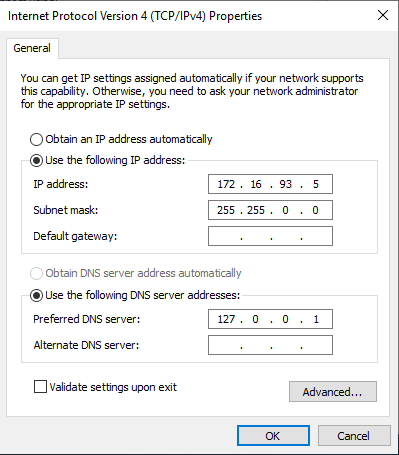 Internet Protocol Version 4 (TCP/IPv4) Properties
General
You can get IP settings assigned automatically if your network supports
this capability. Otherwise, you need to ask your network administrator
for the appropriate IP settings.
Obtain an IP address automatically
Use the following IP address:
IP address: 172 . 16 . 93 . 5
Subnet mask: 255 . 255 . 0 . 0
Default gateway: . . .
Obtain DNS server address automatically
Use the following DNS server addresses:
Preferred DNS server: 127 . 0 . 0 . 1
Alternate DNS server: . . .
Validate settings upon exit
Advanced...
OK Cancel